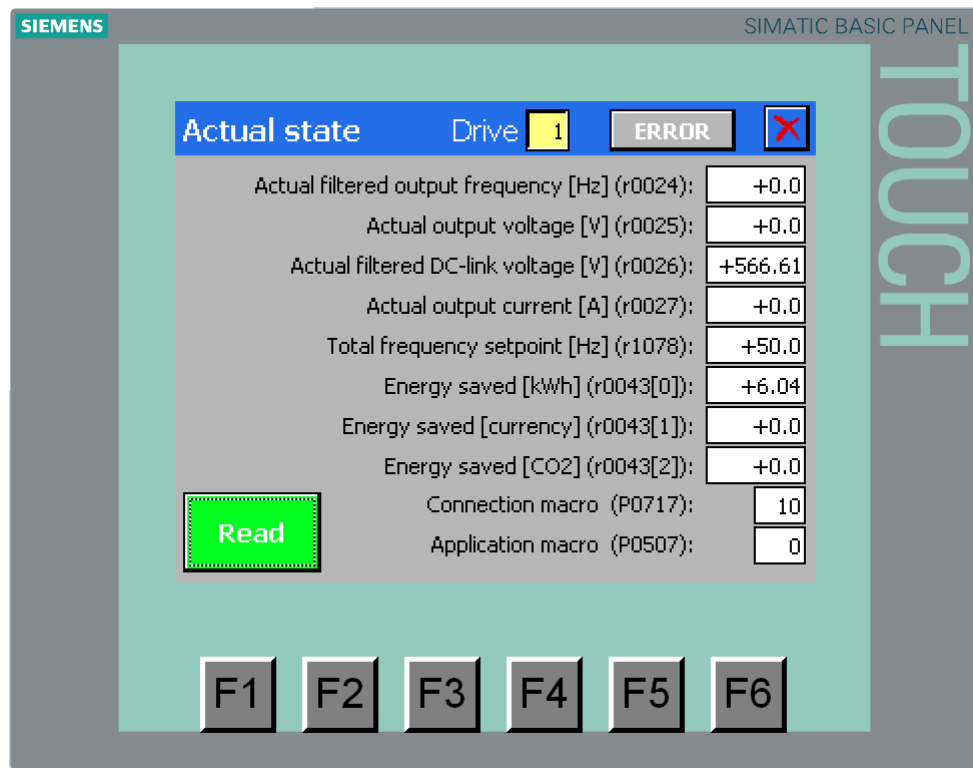 SIEMENS
SIMATIC BASIC PANEL
TOUCH
Actual state Drive 1 ERROR
Actual filtered output frequency [Hz] (r0024): +0.0
Actual output voltage [V] (r0025): +0.0
Actual filtered DC-link voltage [V] (r0026): +566.61
Actual output current [A] (r0027): +0.0
Total frequency setpoint [Hz] (r1078): +50.0
Energy saved [kWh] (r0043[0]): +6.04
Energy saved [currency] (r0043[1]): +0.0
Energy saved [CO2] (r0043[2]): +0.0
Connection macro (P0717): 10
Read
Application macro (P0507): 0
F1 F2 F3 F4 F5 F6